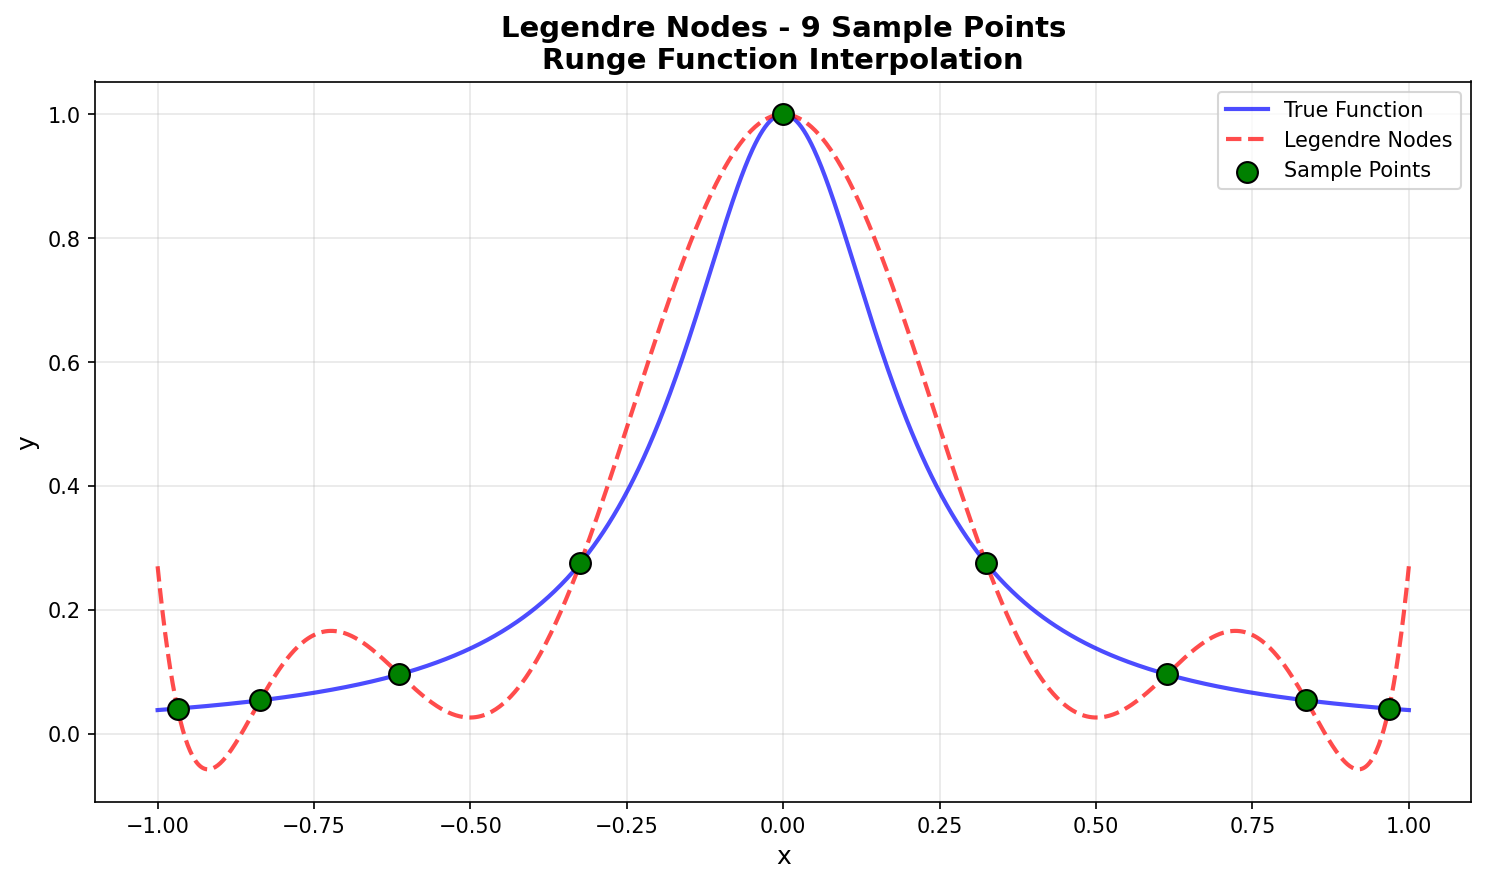 Legendre Nodes - 9 Sample Points
Runge Function Interpolation
True Function
Legendre Nodes
Sample Points
1.0
0.8
0.6
0.4
0.2
0.0
y
−1.00 −0.75 −0.50 −0.25 0.00 0.25 0.50 0.75 1.00
x